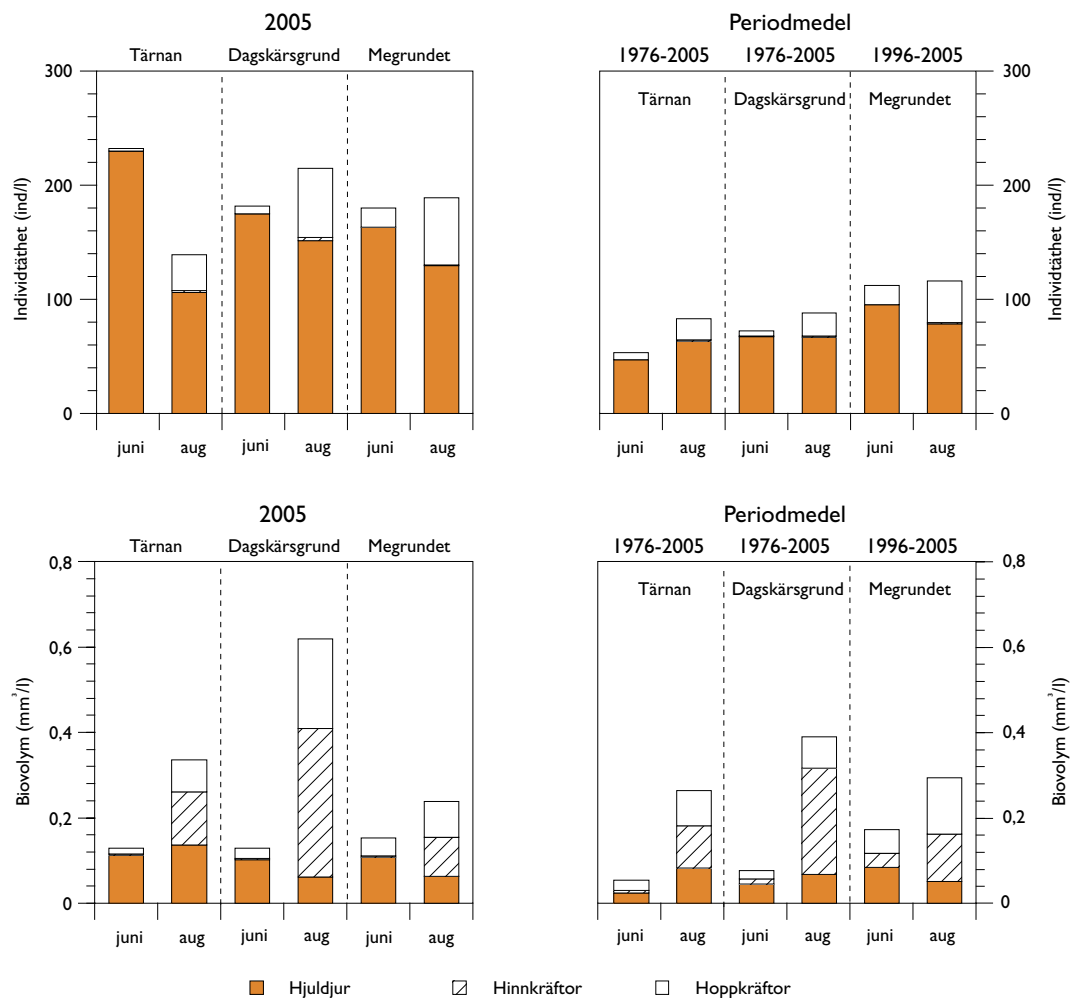 2005
Tärnan Dagskärsgrund Megrundet
300
200
100
0
Individtäthet (ind/l)
juni aug juni aug juni aug
Periodmedel
1976-2005 1976-2005 1996-2005
Tärnan Dagskärsgrund Megrundet
300
200
100
0
Individtäthet (ind/l)
juni aug juni aug juni aug
2005
Tärnan Dagskärsgrund Megrundet
0,8
0,6
0,4
0,2
0
Biovolym (mm³/l)
juni aug juni aug juni aug
Periodmedel
1976-2005 1976-2005 1996-2005
Tärnan Dagskärsgrund Megrundet
0,8
0,6
0,4
0,2
0
Biovolym (mm³/l)
juni aug juni aug juni aug
Hjuldjur Hinnkräftor Hoppkräftor